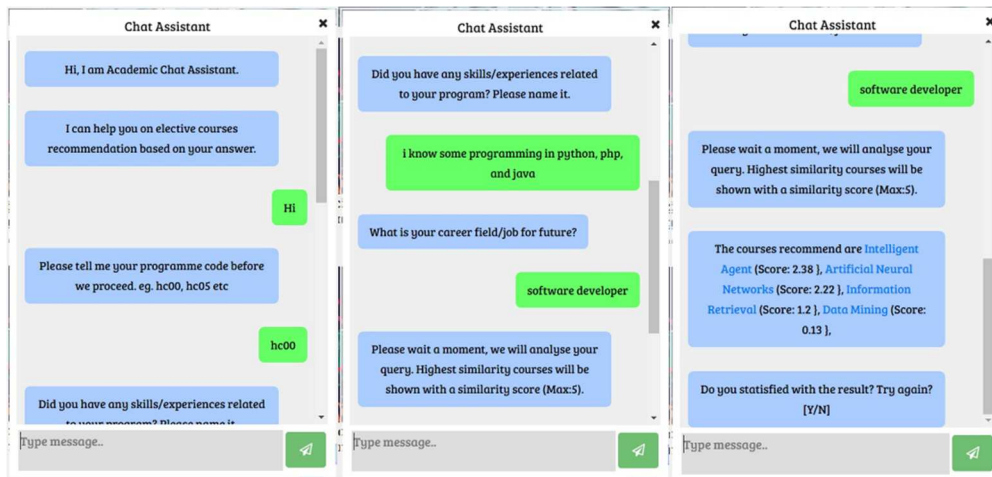 Chat Assistant
×
Hi, I am Academic Chat Assistant.
I can help you on elective courses
recommendation based on your answer.
Hi
Please tell me your programme code before
we proceed. eg. hc00, hc05 etc
hc00
Did you have any skills/experiences related
to your program? Please name it.
Type message..
Chat Assistant
×
Did you have any skills/experiences related
to your program? Please name it.
i know some programming in python, php,
and java
What is your career field/job for future?
software developer
Please wait a moment, we will analyse your
query. Highest similarity courses will be
shown with a similarity score (Max:5).
Type message..
Chat Assistant
×
software developer
Please wait a moment, we will analyse your
query. Highest similarity courses will be
shown with a similarity score (Max:5).
The courses recommend are Intelligent
Agent (Score: 2.38 ], Artificial Neural
Networks (Score: 2.22 ], Information
Retrieval (Score: 1.2 ], Data Mining (Score:
0.13 ],
Do you statisfied with the result? Try again?
[Y/N]
Type message..